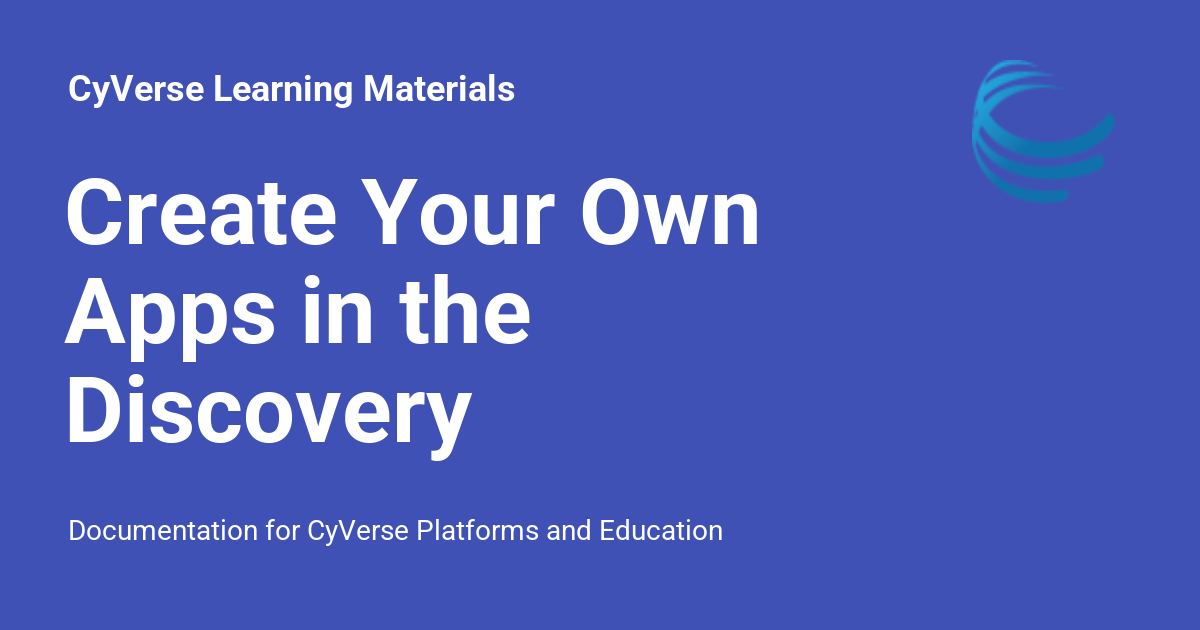 CyVerse Learning Materials
Create Your Own
Apps in the
Discovery
Documentation for CyVerse Platforms and Education